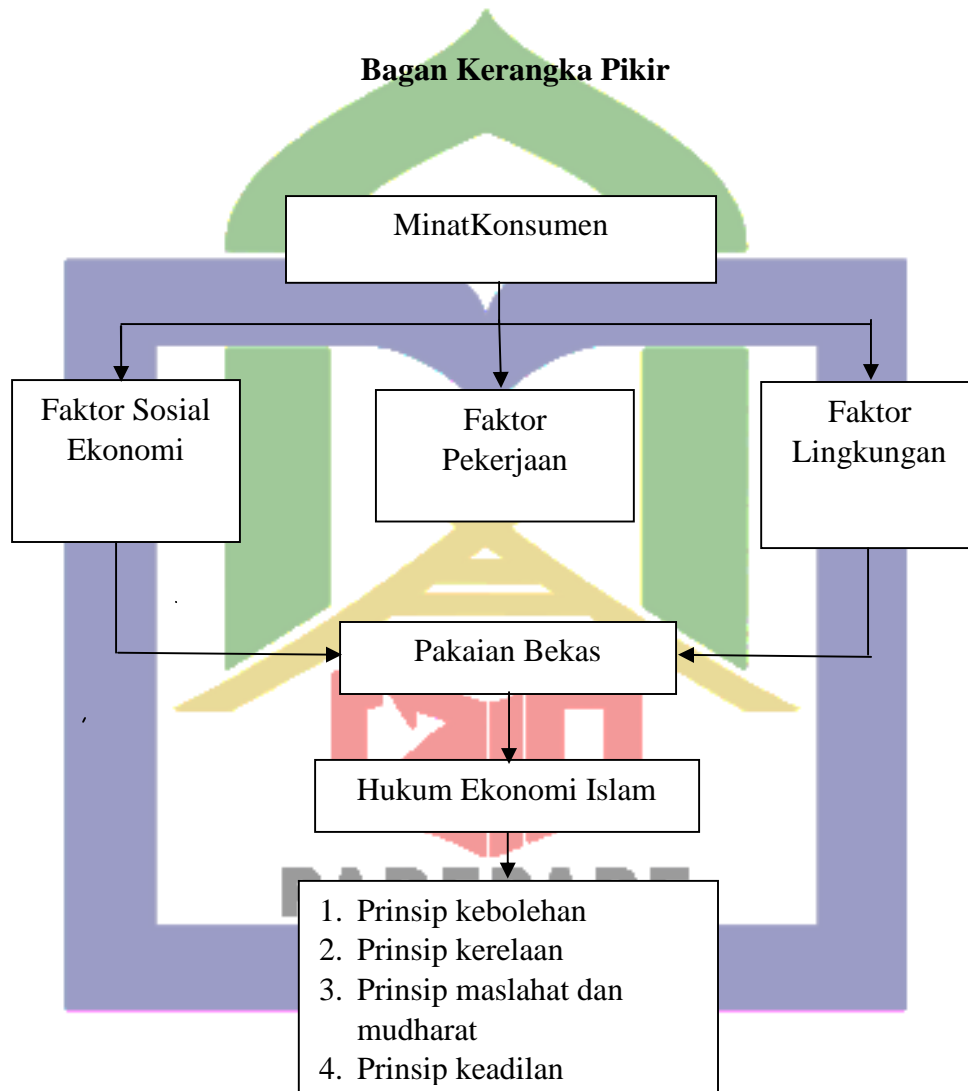 Bagan Kerangka Pikir
MinatKonsumen
Faktor Sosial
Ekonomi
Faktor
Pekerjaan
Faktor
Lingkungan
Pakaian Bekas
Hukum Ekonomi Islam
1. Prinsip kebolehan
2. Prinsip kerelaan
3. Prinsip maslahat dan
mudharat
4. Prinsip keadilan